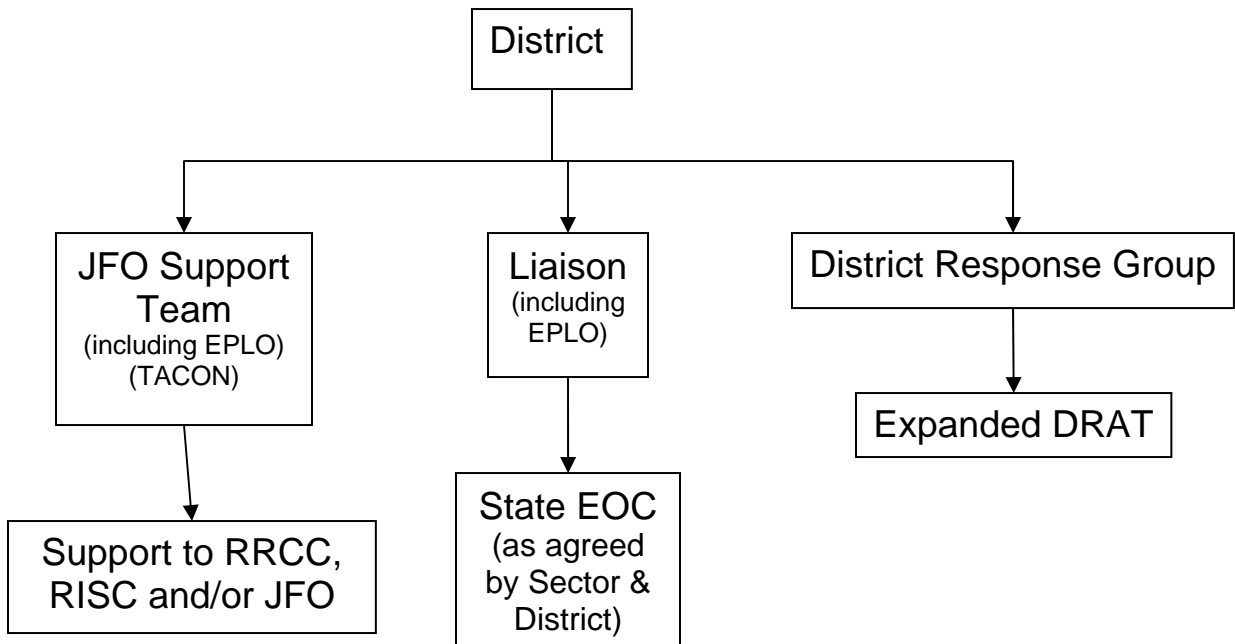 District
JFO Support
Team
(including EPLO)
(TACON)
Liaison
(including
EPLO)
District Response Group
Expanded DRAT
Support to RRCC,
RISC and/or JFO
State EOC
(as agreed
by Sector &
District)